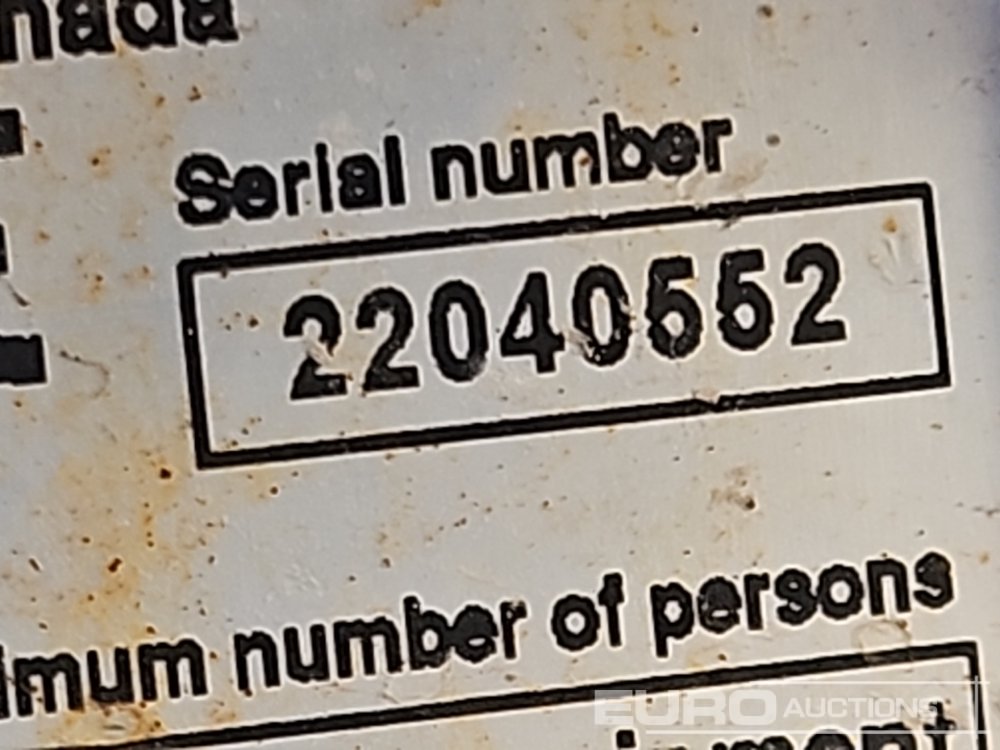 Serial number
22040552
number of persons
EURO AUCTIONS